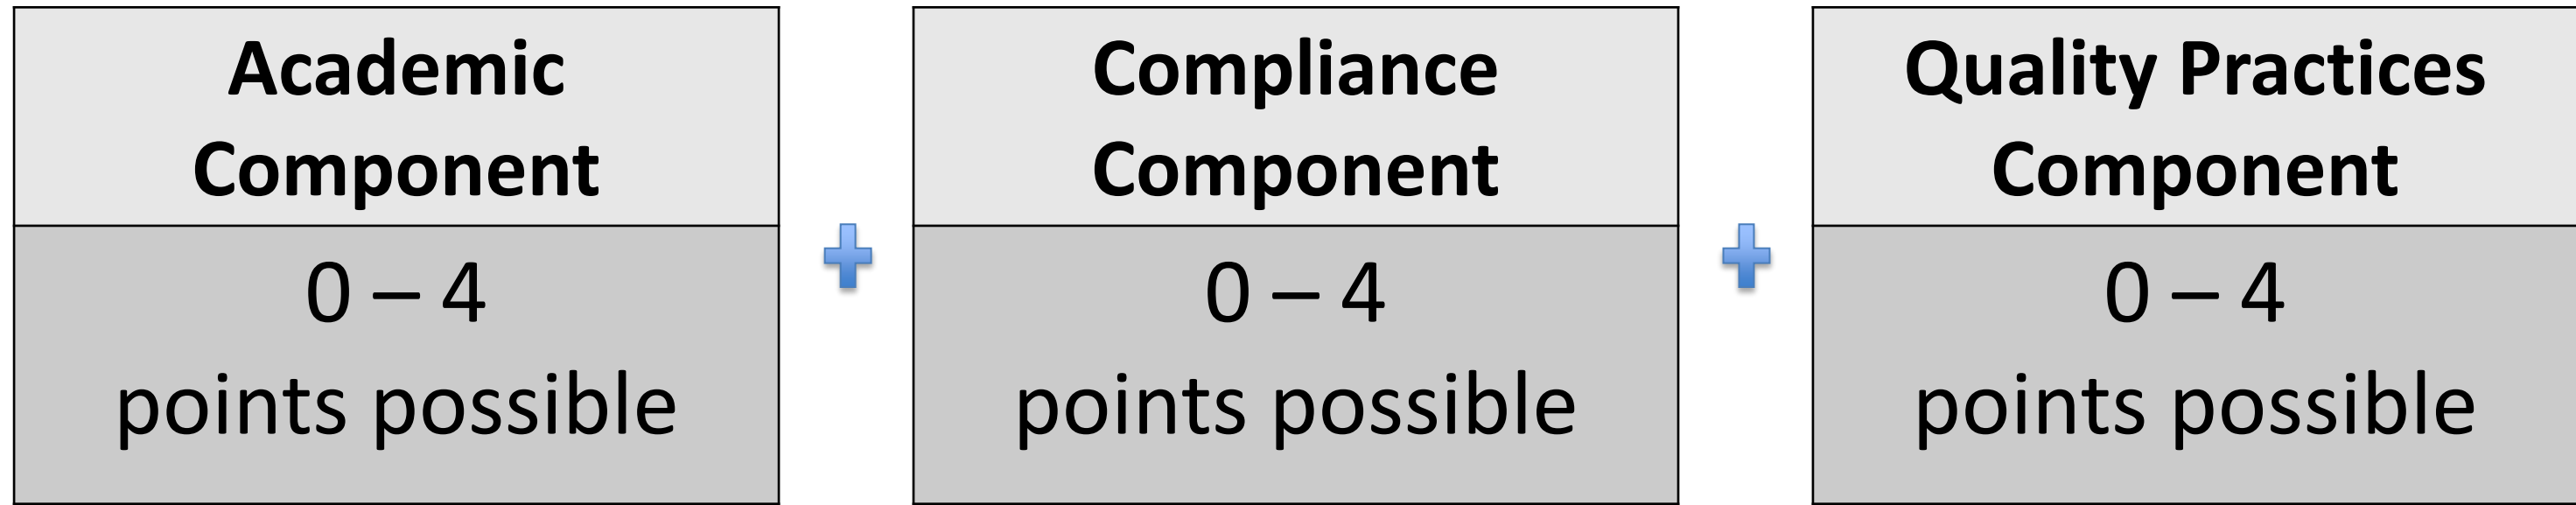 Academic
Component
0 – 4
points possible
Compliance
Component
0 – 4
points possible
Quality Practices
Component
0 – 4
points possible